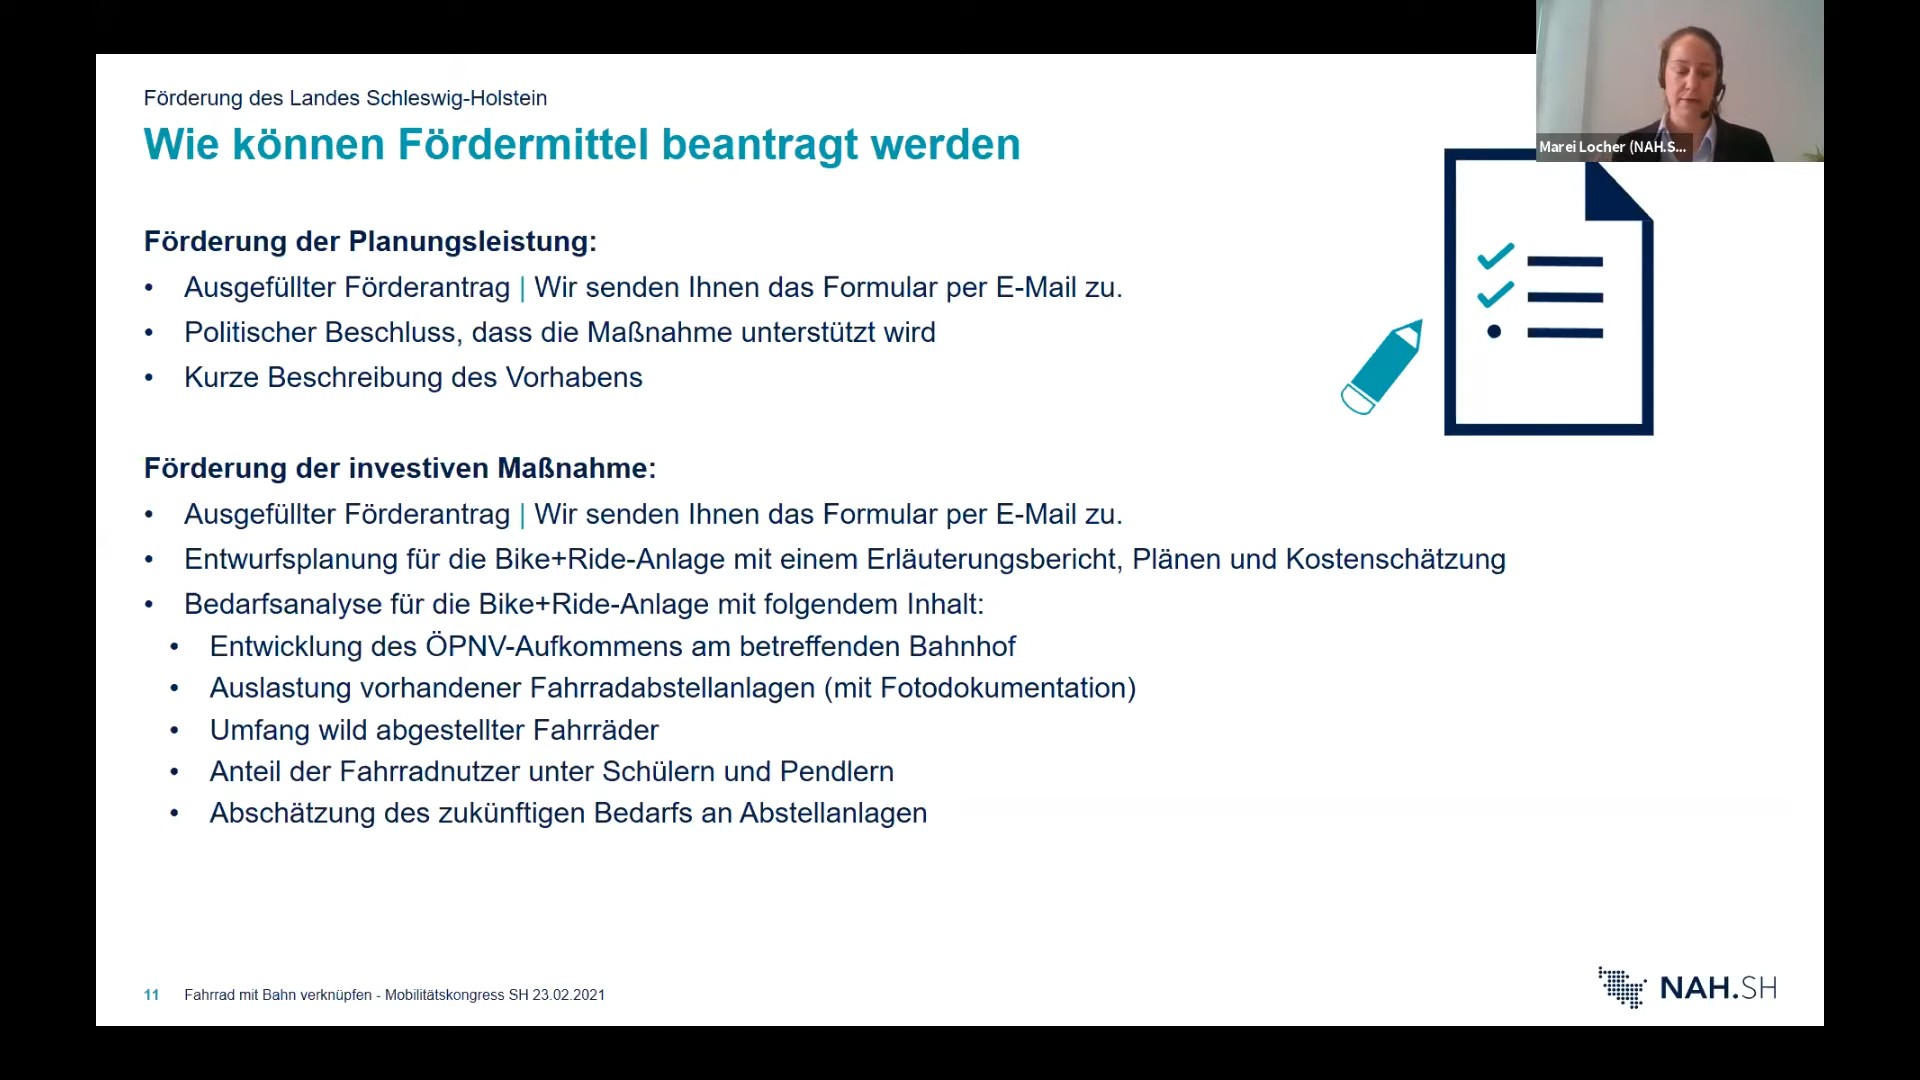 Förderung des Landes Schleswig-Holstein
Wie können Fördermittel beantragt werden
Marei Locher (NAH.S...
Förderung der Planungsleistung:
• Ausgefüllter Förderantrag | Wir senden Ihnen das Formular per E-Mail zu.
• Politischer Beschluss, dass die Maßnahme unterstützt wird
• Kurze Beschreibung des Vorhabens
Förderung der investiven Maßnahme:
• Ausgefüllter Förderantrag | Wir senden Ihnen das Formular per E-Mail zu.
• Entwurfsplanung für die Bike+Ride-Anlage mit einem Erläuterungsbericht, Plänen und Kostenschätzung
• Bedarfsanalyse für die Bike+Ride-Anlage mit folgendem Inhalt:
• Entwicklung des ÖPNV-Aufkommens am betreffenden Bahnhof
• Auslastung vorhandener Fahrradabstellanlagen (mit Fotodokumentation)
• Umfang wild abgestellter Fahrräder
• Anteil der Fahrradnutzer unter Schülern und Pendlern
• Abschätzung des zukünftigen Bedarfs an Abstellanlagen
11 Fahrrad mit Bahn verknüpfen - Mobilitätskongress SH 23.02.2021
NAH.SH